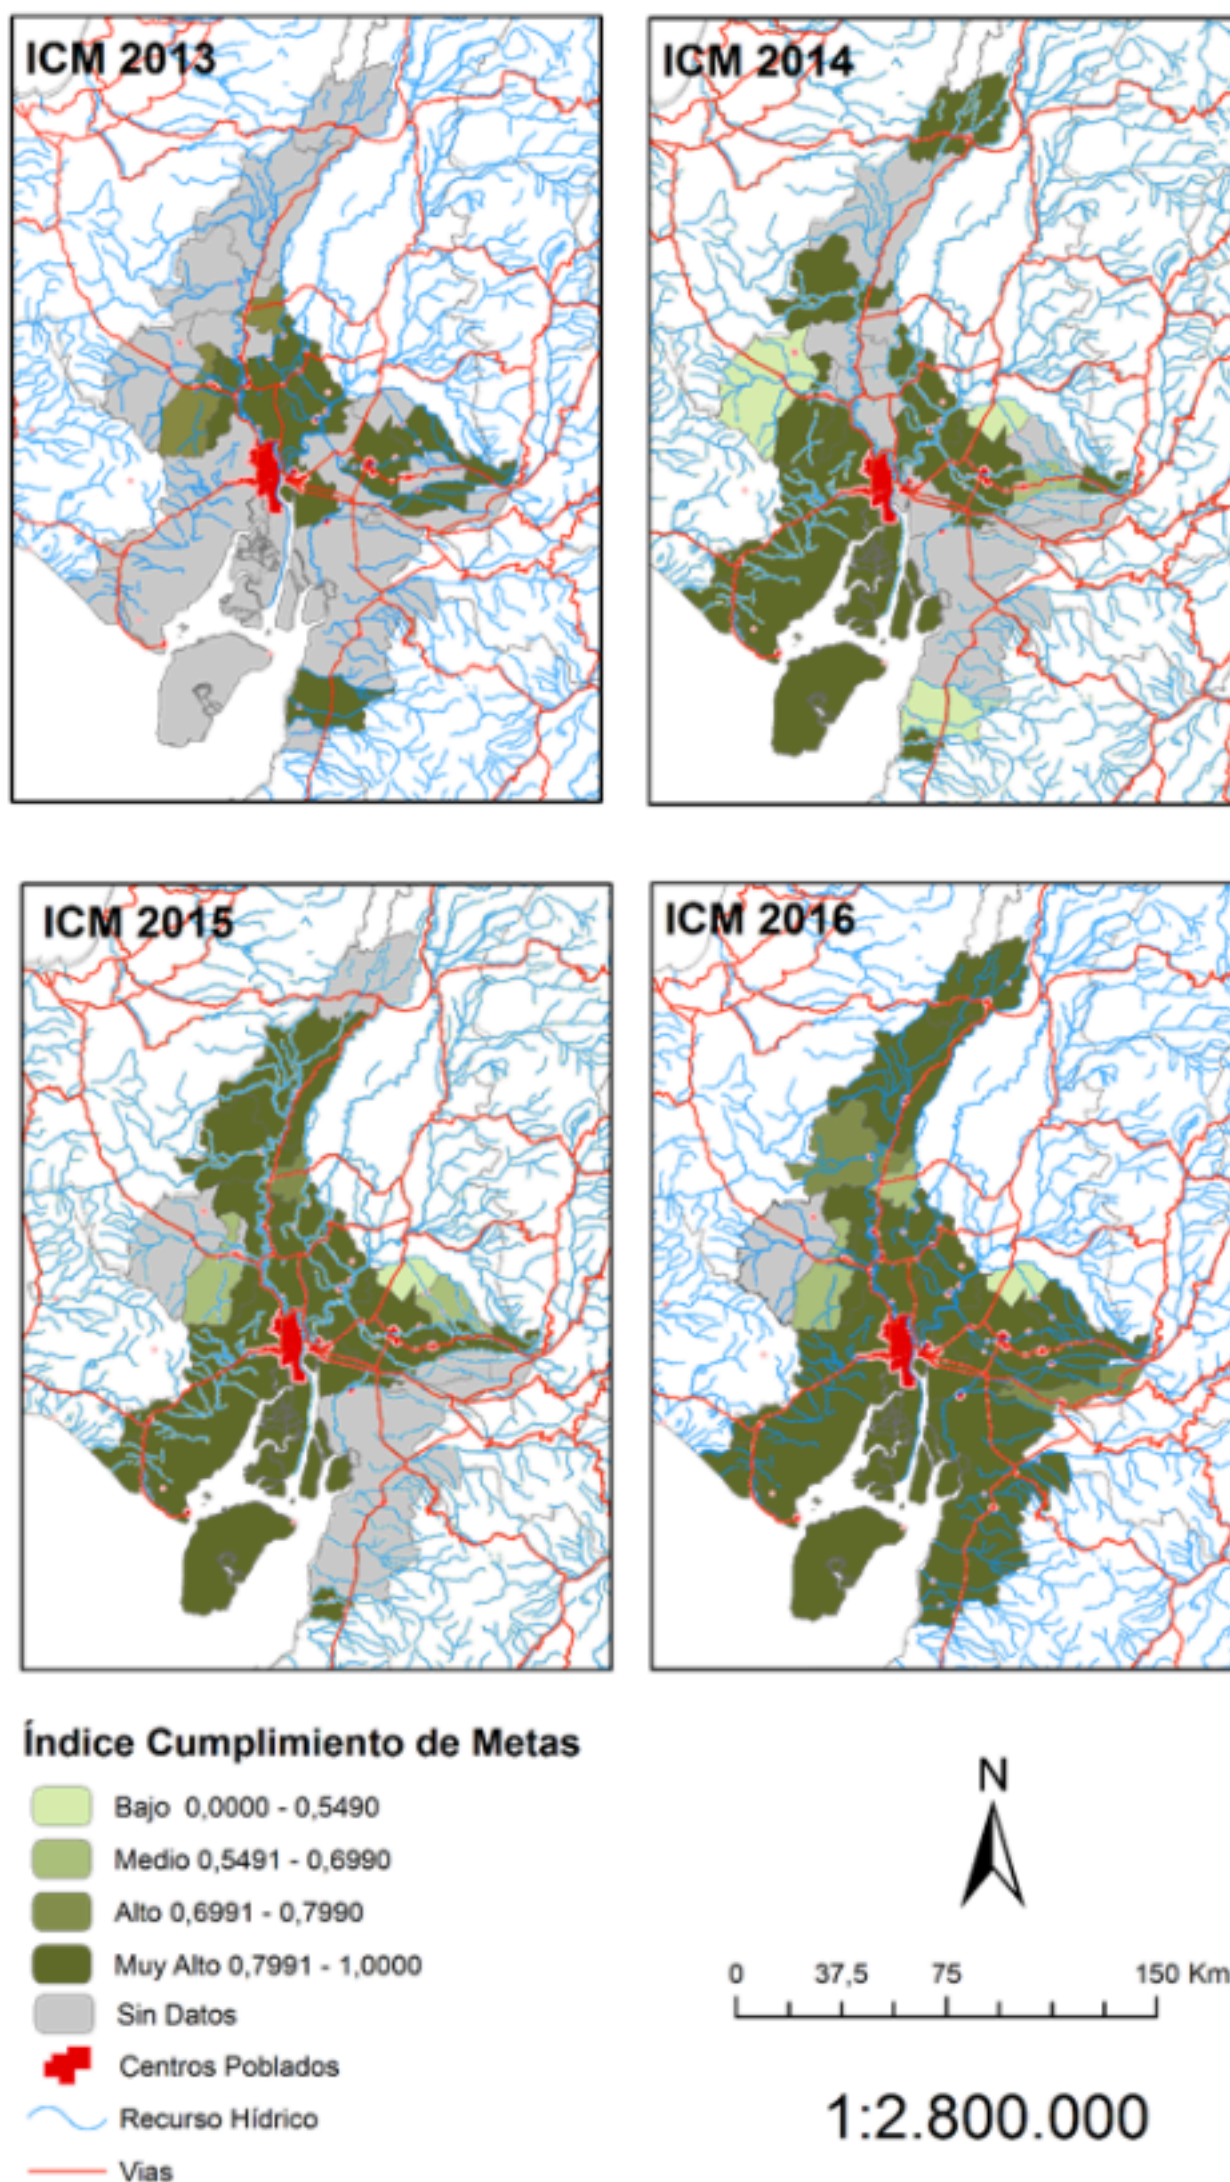 ICM 2013
ICM 2014
ICM 2015
ICM 2016
Índice Cumplimiento de Metas
Bajo 0,0000 - 0,5490
Medio 0,5491 - 0,6990
Alto 0,6991 - 0,7990
Muy Alto 0,7991 - 1,0000
Sin Datos
Centros Poblados
Recurso Hídrico
Vias
N
0 37,5 75 150 Km
1:2.800.000